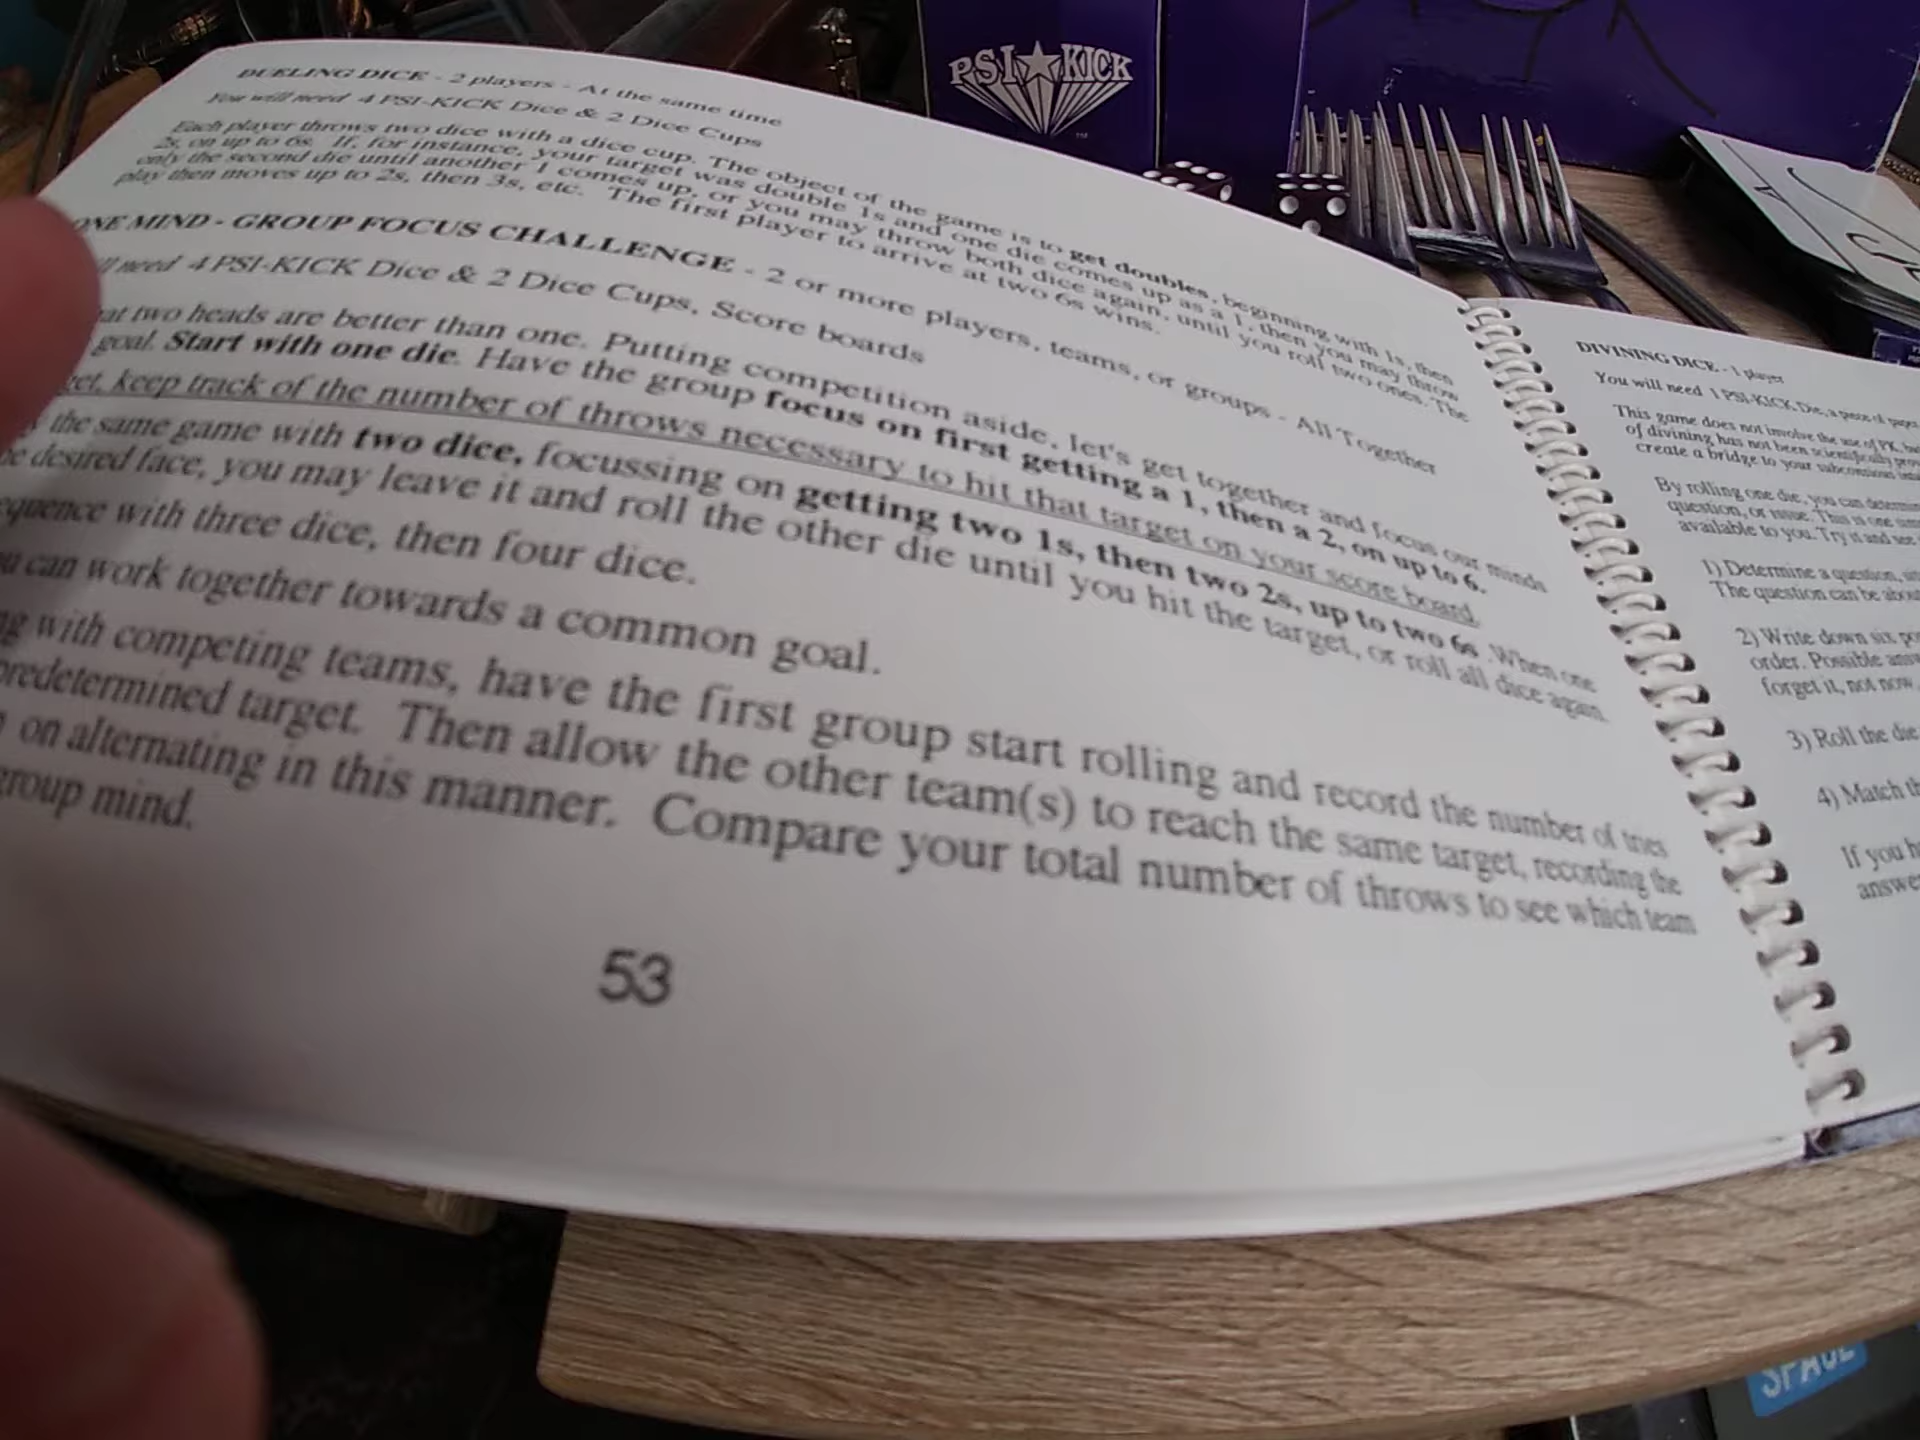 PSI★KICK
™
DUELING DICE - 2 players - At the same time
You will need 4 PSI-KICK Dice & 2 Dice Cups
Each player throws two dice with a dice cup. The object of the game is to get doubles, beginning with 1s, then
2s, on up to 6s. If, for instance, your target was double 1s and one die comes up as a 1, then you may throw
only the second die until another 1 comes up, or you may throw both dice again, until you roll two ones. The
play then moves up to 2s, then 3s, etc. The first player to arrive at two 6s wins.
ONE MIND - GROUP FOCUS CHALLENGE - 2 or more players, teams, or groups - All Together
need 4 PSI-KICK Dice & 2 Dice Cups, Score boards
two heads are better than one. Putting competition aside, let's get together and focus our minds
goal. Start with one die. Have the group focus on first getting a 1, then a 2, on up to 6.
keep track of the number of throws necessary to hit that target on your score board.
the same game with two dice, focussing on getting two 1s, then two 2s, up to two 6s. When one
desired face, you may leave it and roll the other die until you hit the target, or roll all dice again.
with three dice, then four dice.
can work together towards a common goal.
with competing teams, have the first group start rolling and record the number of tries
predetermined target. Then allow the other team(s) to reach the same target, recording the
on alternating in this manner. Compare your total number of throws to see which team
group mind.
53
DIVINING DICE - 1 player
You will need 1 PSI-KICK Die, a piece of paper
This game does not involve the use of PK, but
of divining has not been scientifically
create a bridge to your subconscious
By rolling one die, you can
question, or issue. This is one
available to you. Try it and see
1) Determine a question,
The question can be
2) Write down six
order. Possible
forget it, not now
3) Roll the die
4) Match
If you
SPACE